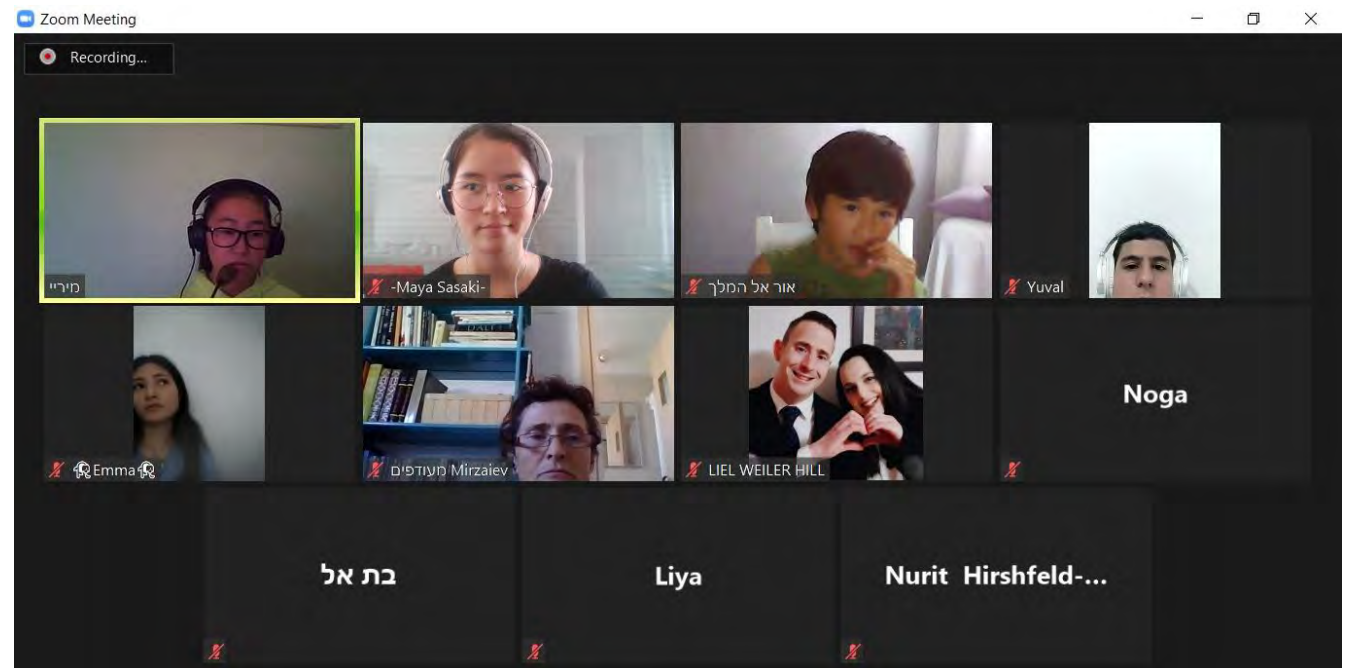 Zoom Meeting
Recording...
מיריי
-Maya Sasaki-
אור אל המלך
Yuval
Emma
מעודפים Mirzaiev
LIEL WEILER HILL
Noga
בת אל
Liya
Nurit Hirshfeld-...